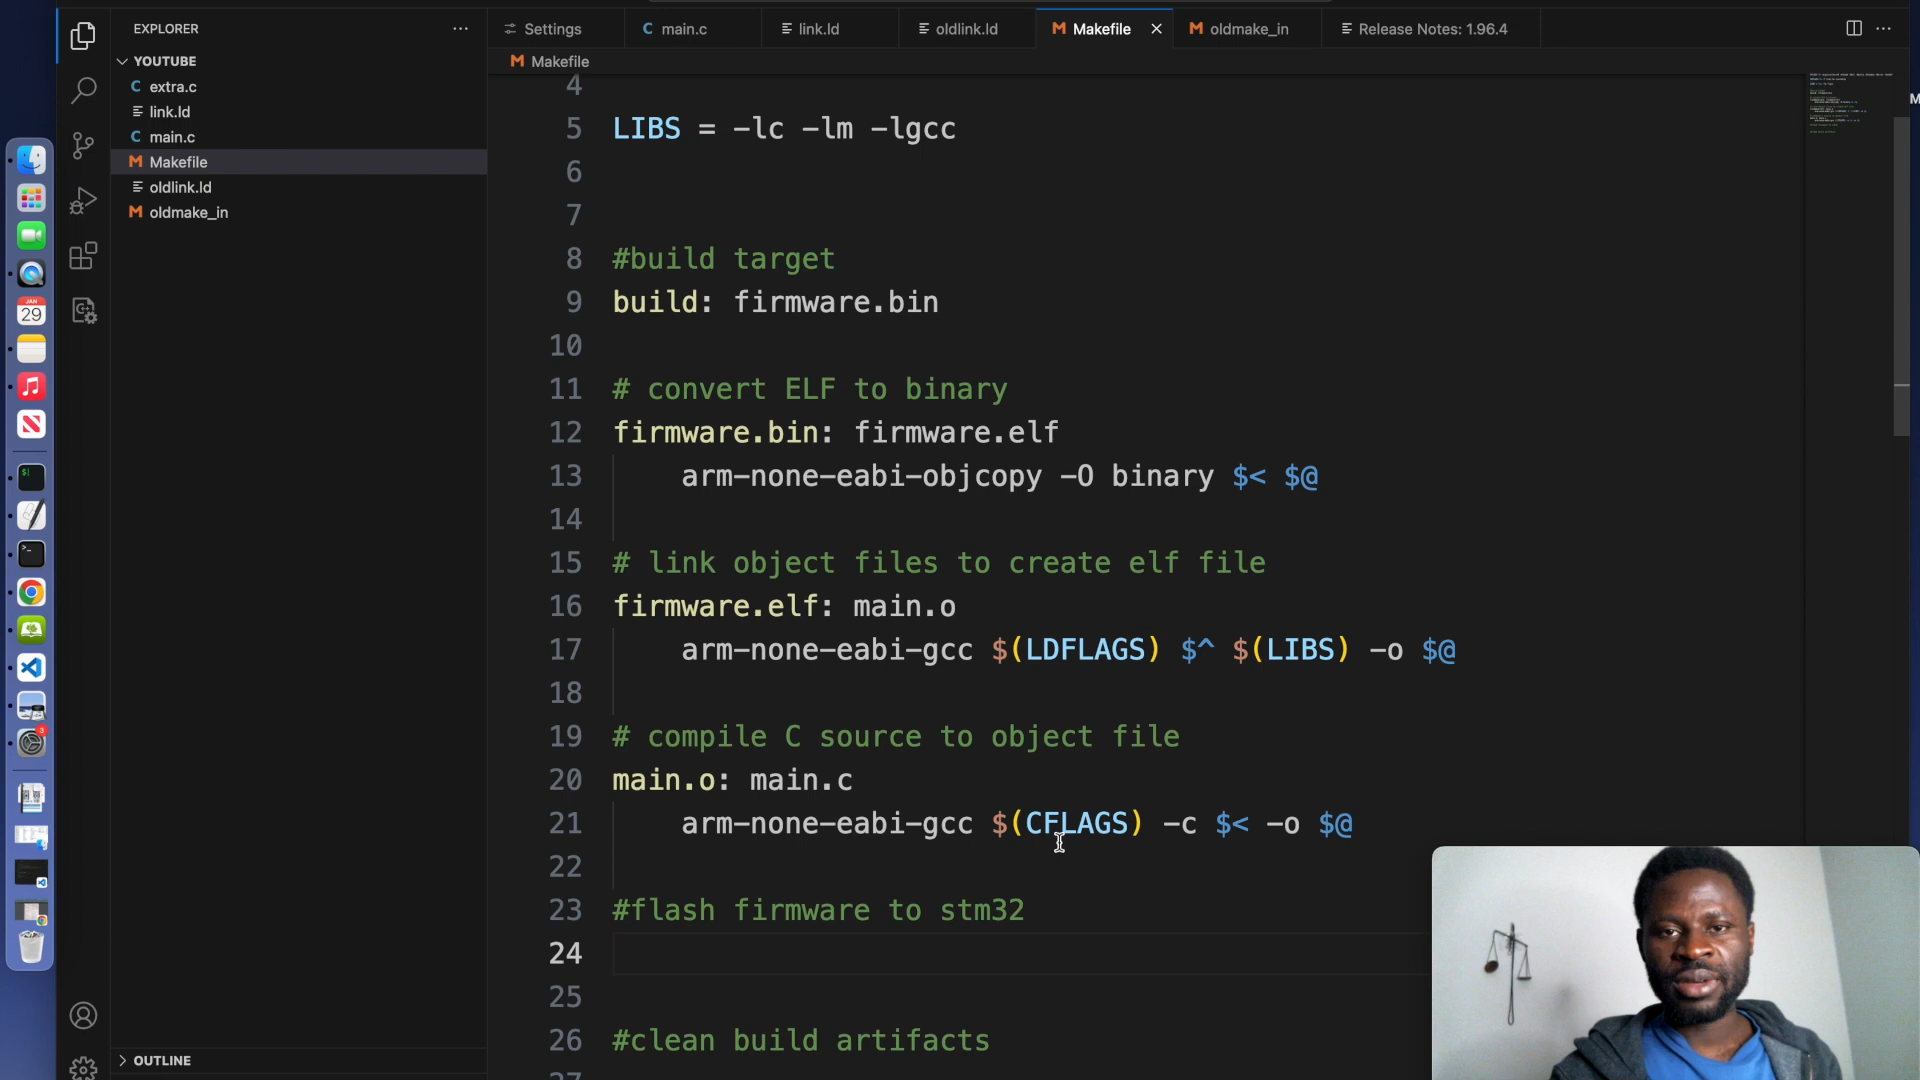 EXPLORER
YOUTUBE
extra.c
link.ld
main.c
Makefile
oldlink.ld
oldmake_in
OUTLINE
JAN
29
3
Settings
main.c
link.ld
oldlink.ld
Makefile
oldmake_in
Release Notes: 1.96.4
Makefile
4
5 LIBS = -lc -lm -lgcc
6
7
8 #build target
9 build: firmware.bin
10
11 # convert ELF to binary
12 firmware.bin: firmware.elf
13 arm-none-eabi-objcopy -O binary $< $@
14
15 # link object files to create elf file
16 firmware.elf: main.o
17 arm-none-eabi-gcc $(LDFLAGS) $^ $(LIBS) -o $@
18
19 # compile C source to object file
20 main.o: main.c
21 arm-none-eabi-gcc $(CFLAGS) -c $< -o $@
22
23 #flash firmware to stm32
24
25
26 #clean build artifacts
27